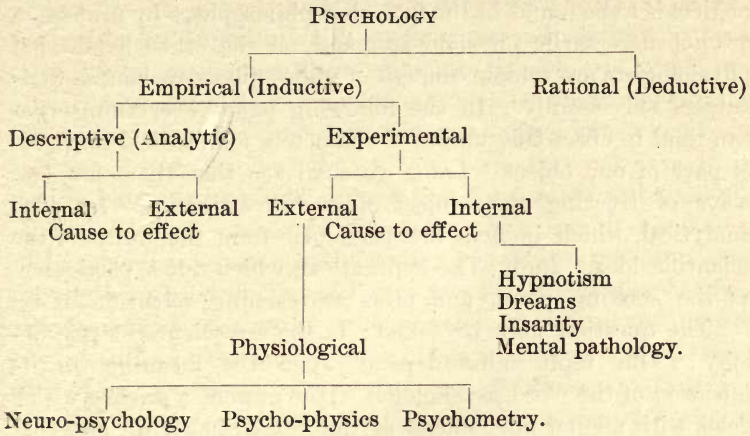 PSYCHOLOGY
Empirical (Inductive) Rational (Deductive)
Descriptive (Analytic) Experimental
Internal External External Internal
Cause to effect Cause to effect
Hypnotism
Dreams
Insanity
Mental pathology.
Physiological
Neuro-psychology Psycho-physics Psychometry.